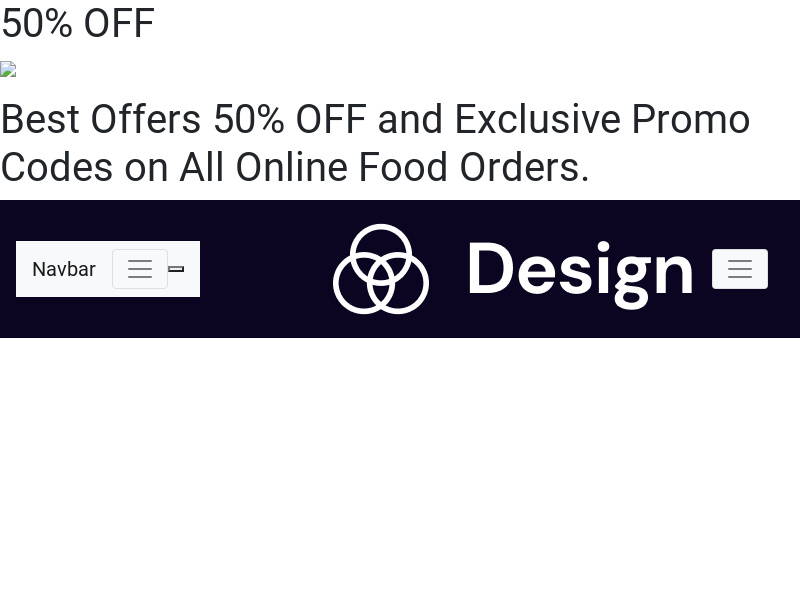 50% OFF
Best Offers 50% OFF and Exclusive Promo
Codes on All Online Food Orders.
Navbar
Design